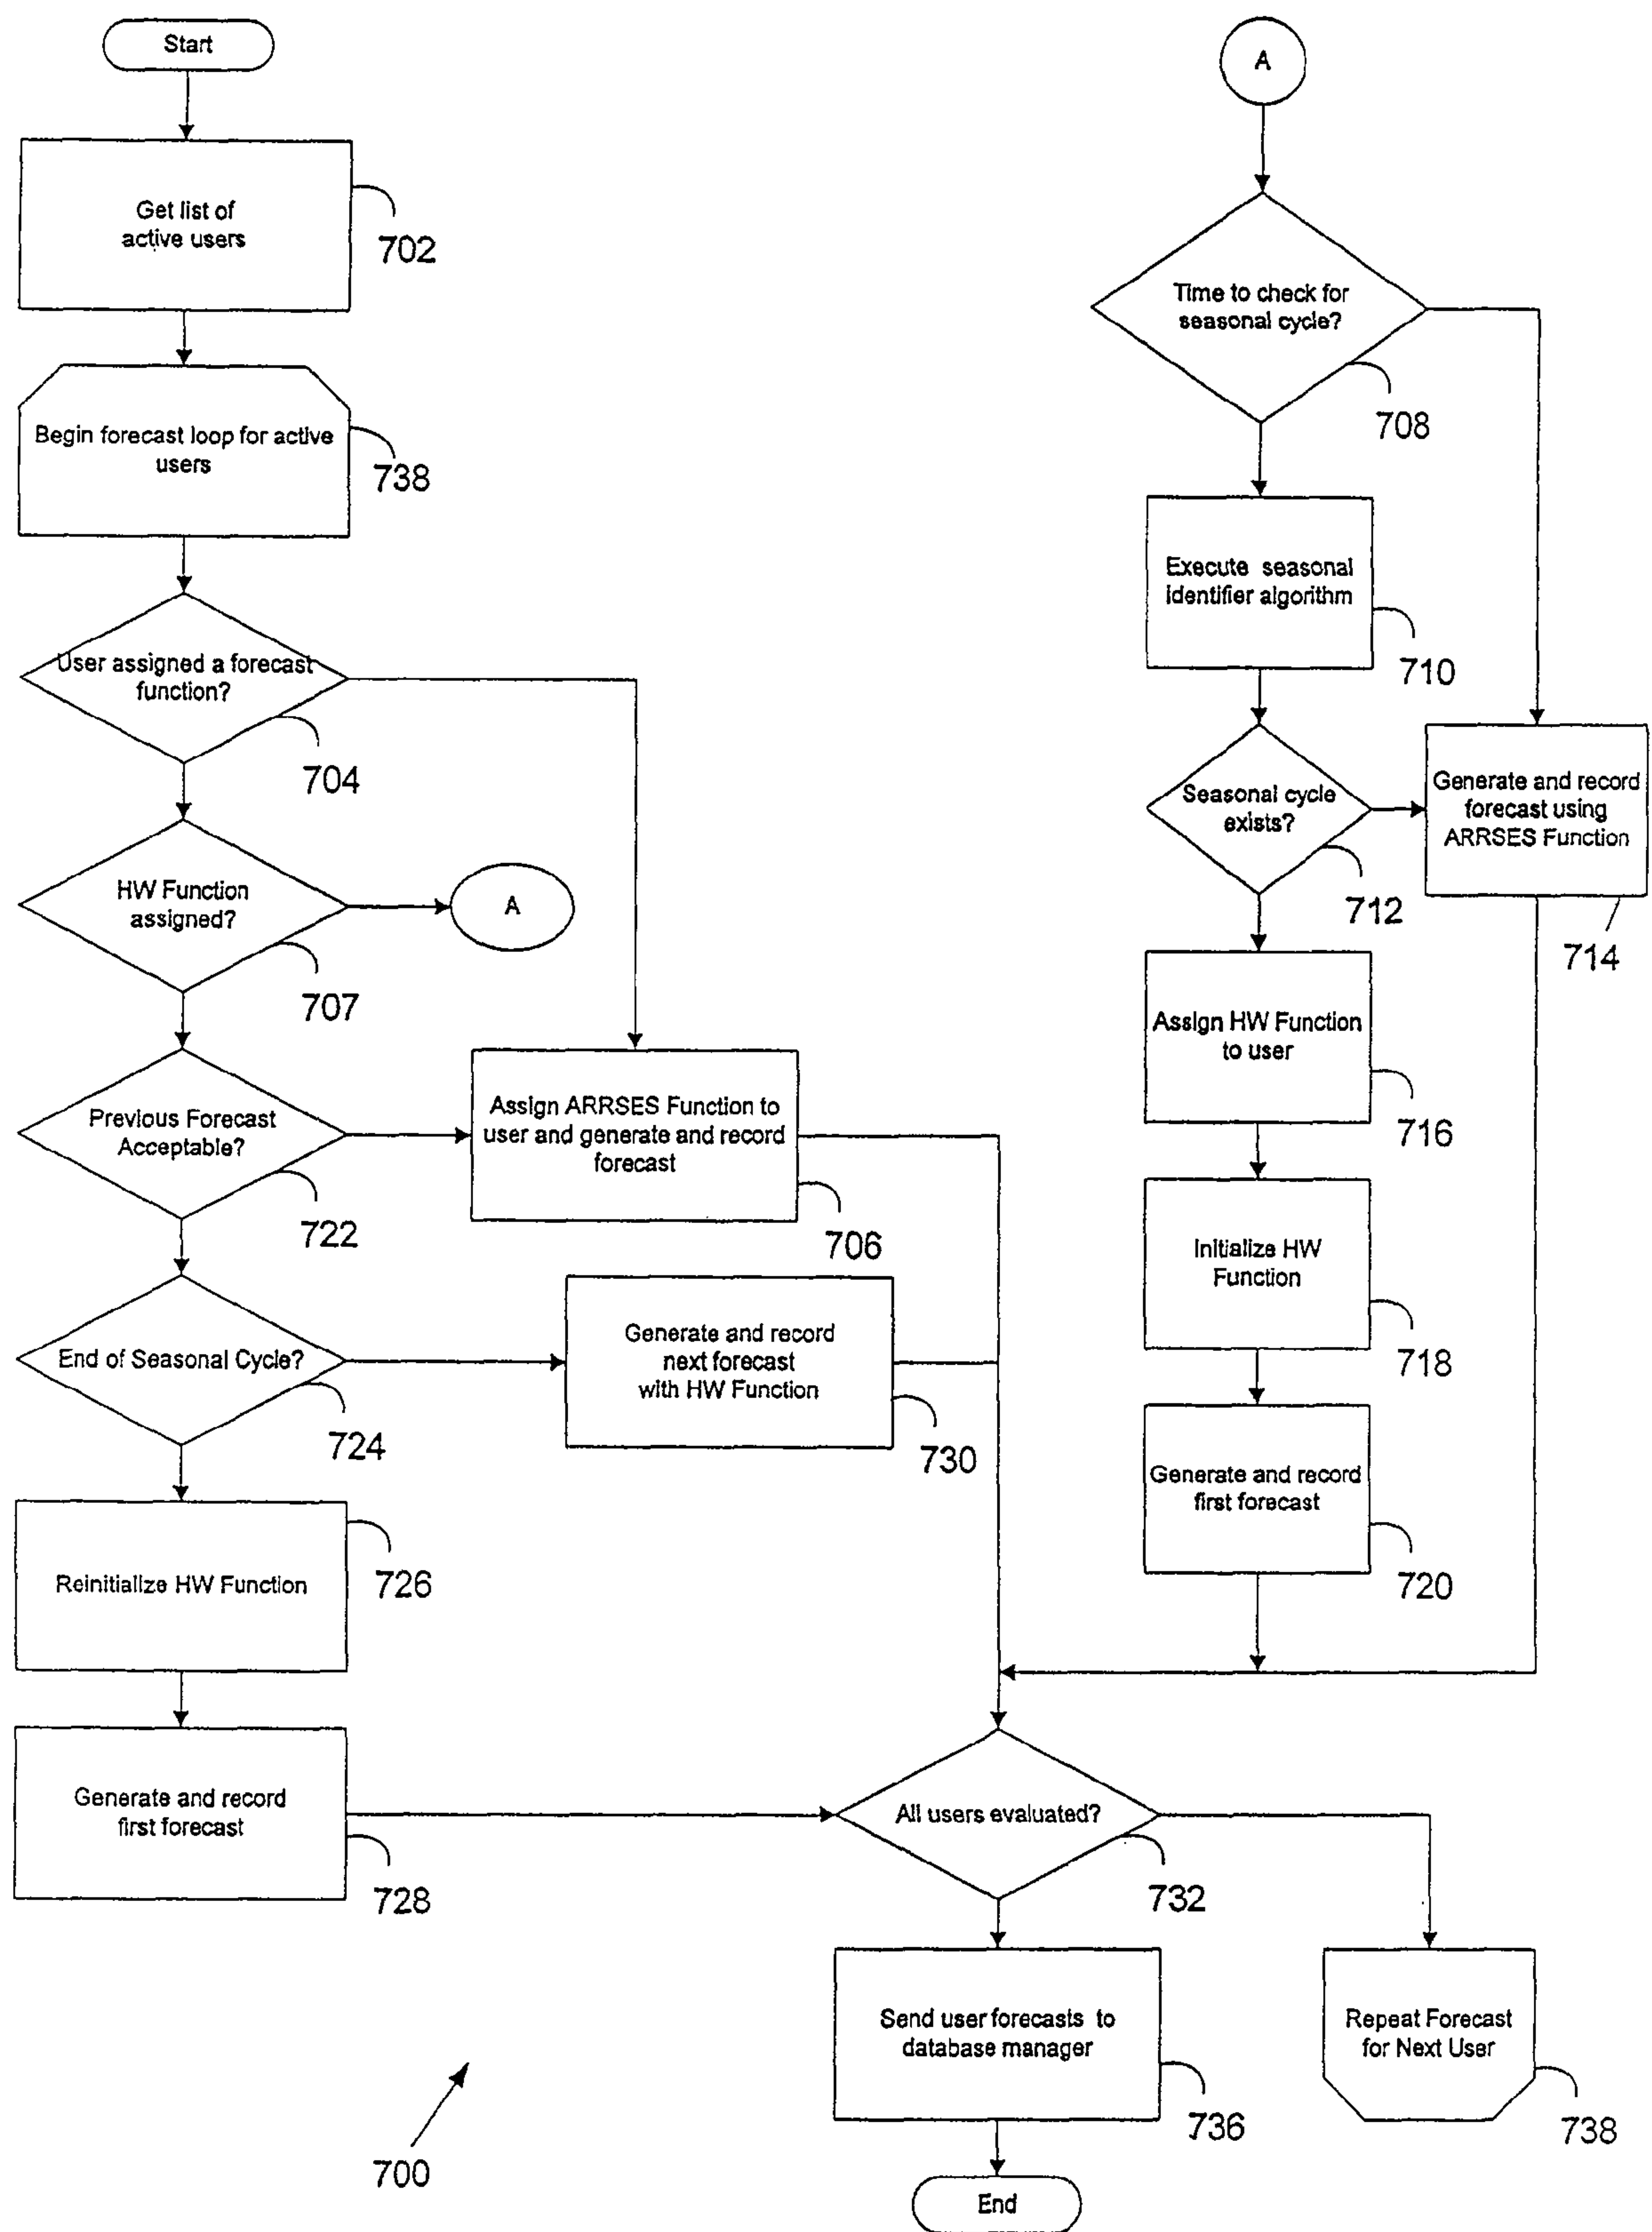 Start
Get list of
active users
702
Begin forecast loop for active
users
738
User assigned a forecast
function?
704
HW Function
assigned?
707
A
Previous Forecast
Acceptable?
722
Assign ARRSES Function to
user and generate and record
forecast
706
End of Seasonal Cycle?
724
Generate and record
next forecast
with HW Function
730
Reinitialize HW Function
726
Generate and record
first forecast
728
A
Time to check for
seasonal cycle?
708
Execute seasonal
identifier algorithm
710
Seasonal cycle
exists?
712
Generate and record
forecast using
ARRSES Function
714
Assign HW Function
to user
716
Initialize HW
Function
718
Generate and record
first forecast
720
All users evaluated?
732
Send user forecasts to
database manager
736
Repeat Forecast
for Next User
738
End
700